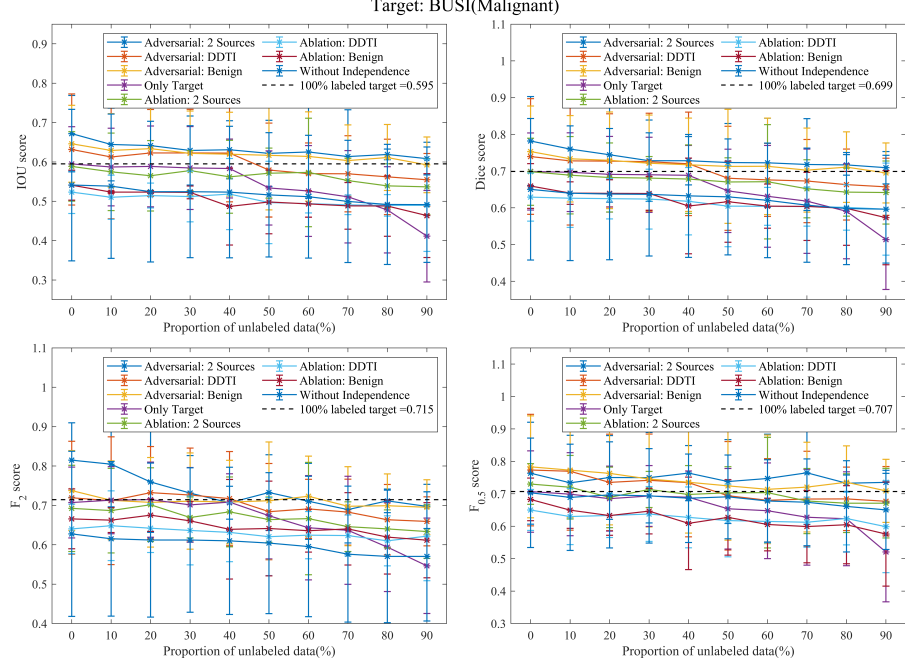 Target: BUSI(Malignant)
0.9
0.8
0.7
0.6
0.5
0.4
0.3
IOU score
Adversarial: 2 Sources
Adversarial: DDTI
Adversarial: Benign
Only Target
Ablation: 2 Sources
Ablation: DDTI
Ablation: Benign
Without Independence
100% labeled target =0.595
0 10 20 30 40 50 60 70 80 90
Proportion of unlabeled data(%)
1.1
1
0.9
0.8
0.7
0.6
0.5
0.4
Dice score
Adversarial: 2 Sources
Adversarial: DDTI
Adversarial: Benign
Only Target
Ablation: 2 Sources
Ablation: DDTI
Ablation: Benign
Without Independence
100% labeled target =0.699
0 10 20 30 40 50 60 70 80 90
Proportion of unlabeled data(%)
1.1
1
0.9
0.8
0.7
0.6
0.5
0.4
F2 score
Adversarial: 2 Sources
Adversarial: DDTI
Adversarial: Benign
Only Target
Ablation: 2 Sources
Ablation: DDTI
Ablation: Benign
Without Independence
100% labeled target =0.715
0 10 20 30 40 50 60 70 80 90
Proportion of unlabeled data(%)
1.1
1
0.9
0.8
0.7
0.6
0.5
0.4
0.3
F0.5 score
Adversarial: 2 Sources
Adversarial: DDTI
Adversarial: Benign
Only Target
Ablation: 2 Sources
Ablation: DDTI
Ablation: Benign
Without Independence
100% labeled target =0.707
0 10 20 30 40 50 60 70 80 90
Proportion of unlabeled data(%)